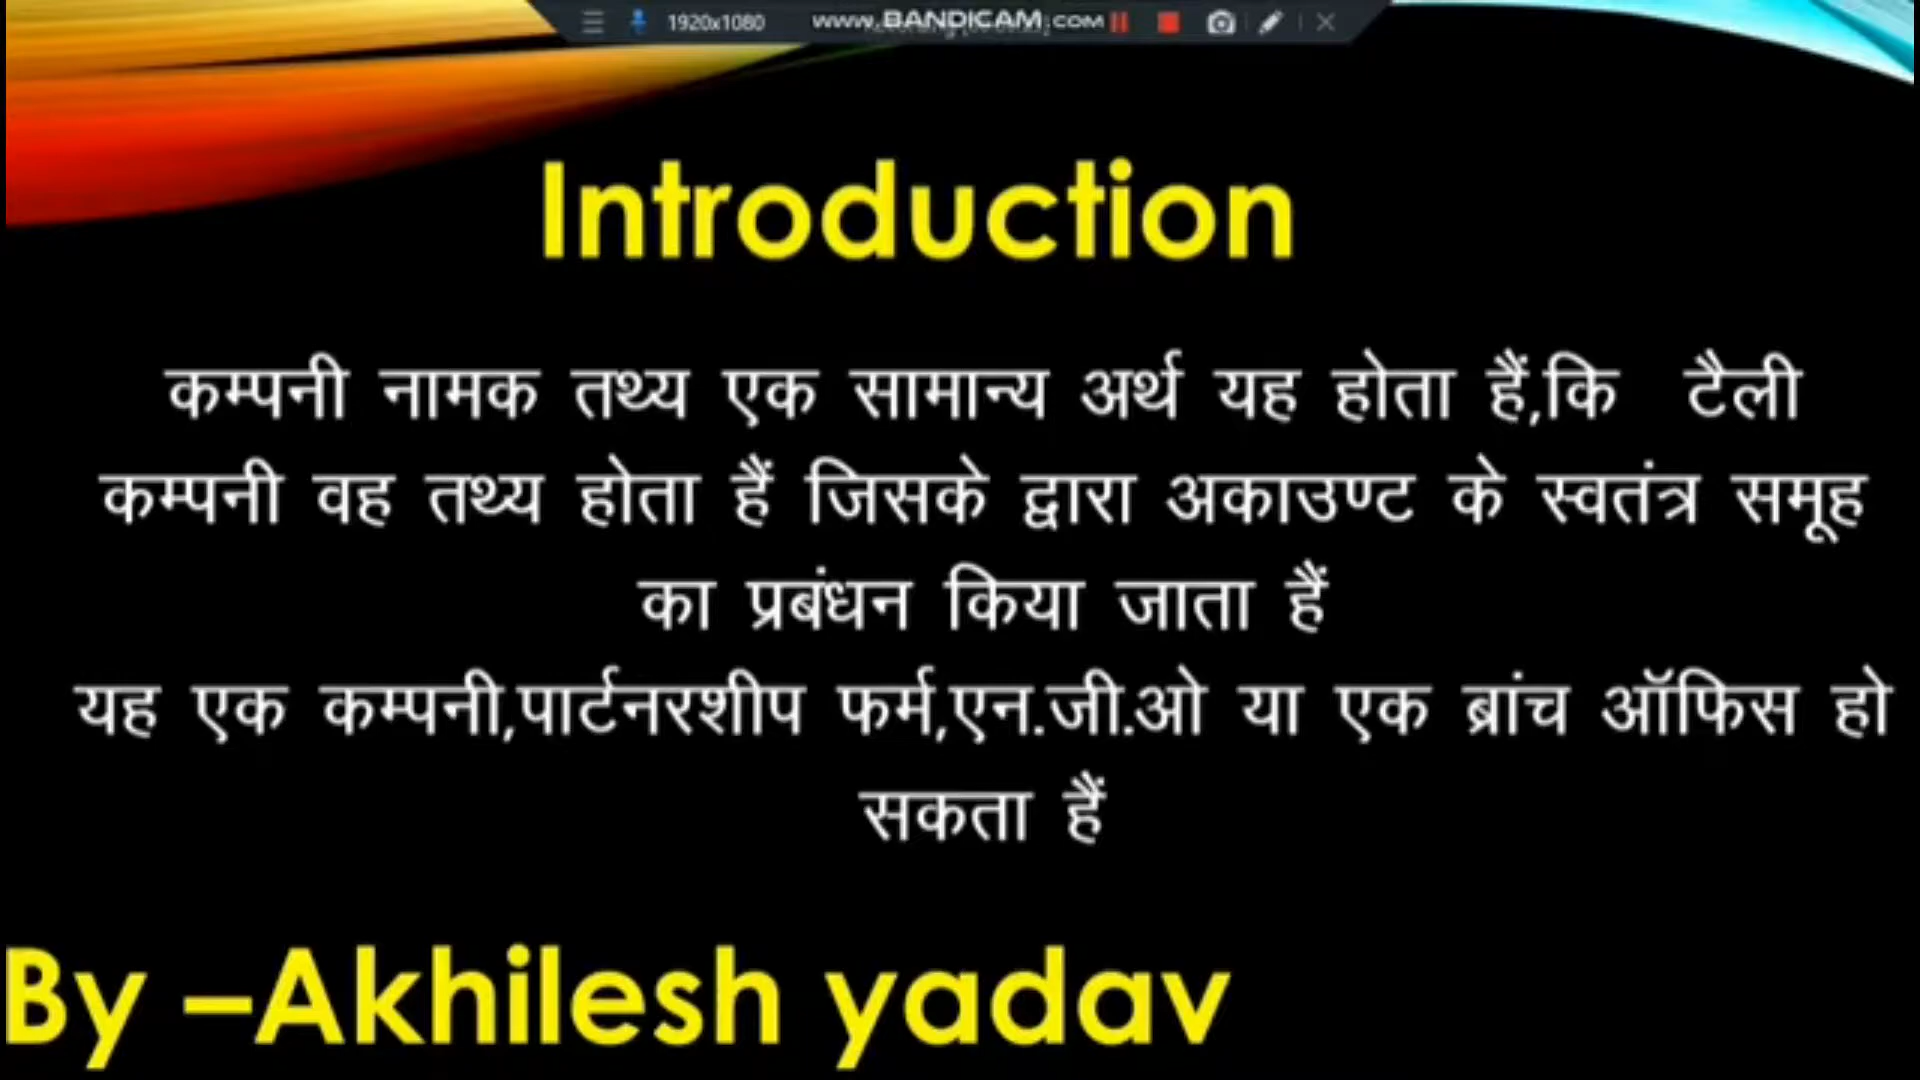 1920x1080 www.BANDICAM.COM
Introduction
कम्पनी नामक तथ्य एक सामान्य अर्थ यह होता हैं,कि टैली
कम्पनी वह तथ्य होता हैं जिसके द्वारा अकाउण्ट के स्वतंत्र समूह
का प्रबंधन किया जाता हैं
यह एक कम्पनी,पार्टनरशीप फर्म,एन.जी.ओ या एक ब्रांच ऑफिस हो
सकता हैं
By –Akhilesh yadav